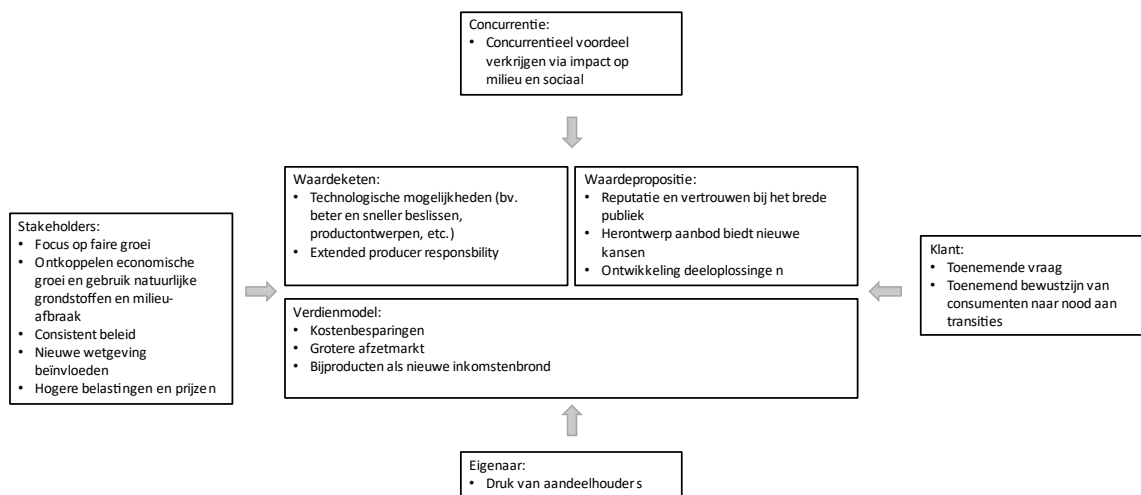 Concurrentie:
• Concurrentieel voordeel
verkrijgen via impact op
milieu en sociaal
Waardeketen:
• Technologische mogelijkheden (bv.
beter en sneller beslissen,
productontwerpen, etc.)
• Extended producer responsbility
Waardepropositie:
• Reputatie en vertrouwen bij het brede
publiek
• Herontwerp aanbod biedt nieuwe
kansen
• Ontwikkeling deeloplossinge n
Stakeholders:
• Focus op faire groei
• Ontkoppelen economische
groei en gebruik natuurlijke
grondstoffen en milieu-
afbraak
• Consistent beleid
• Nieuwe wetgeving
beïnvloeden
• Hogere belastingen en prijzen
Klant:
• Toenemende vraag
• Toenemend bewustzijn van
consumenten naar nood aan
transities
Verdienmodel:
• Kostenbesparingen
• Grotere afzetmarkt
• Bijproducten als nieuwe inkomstenbrond
Eigenaar:
• Druk van aandeelhouder s